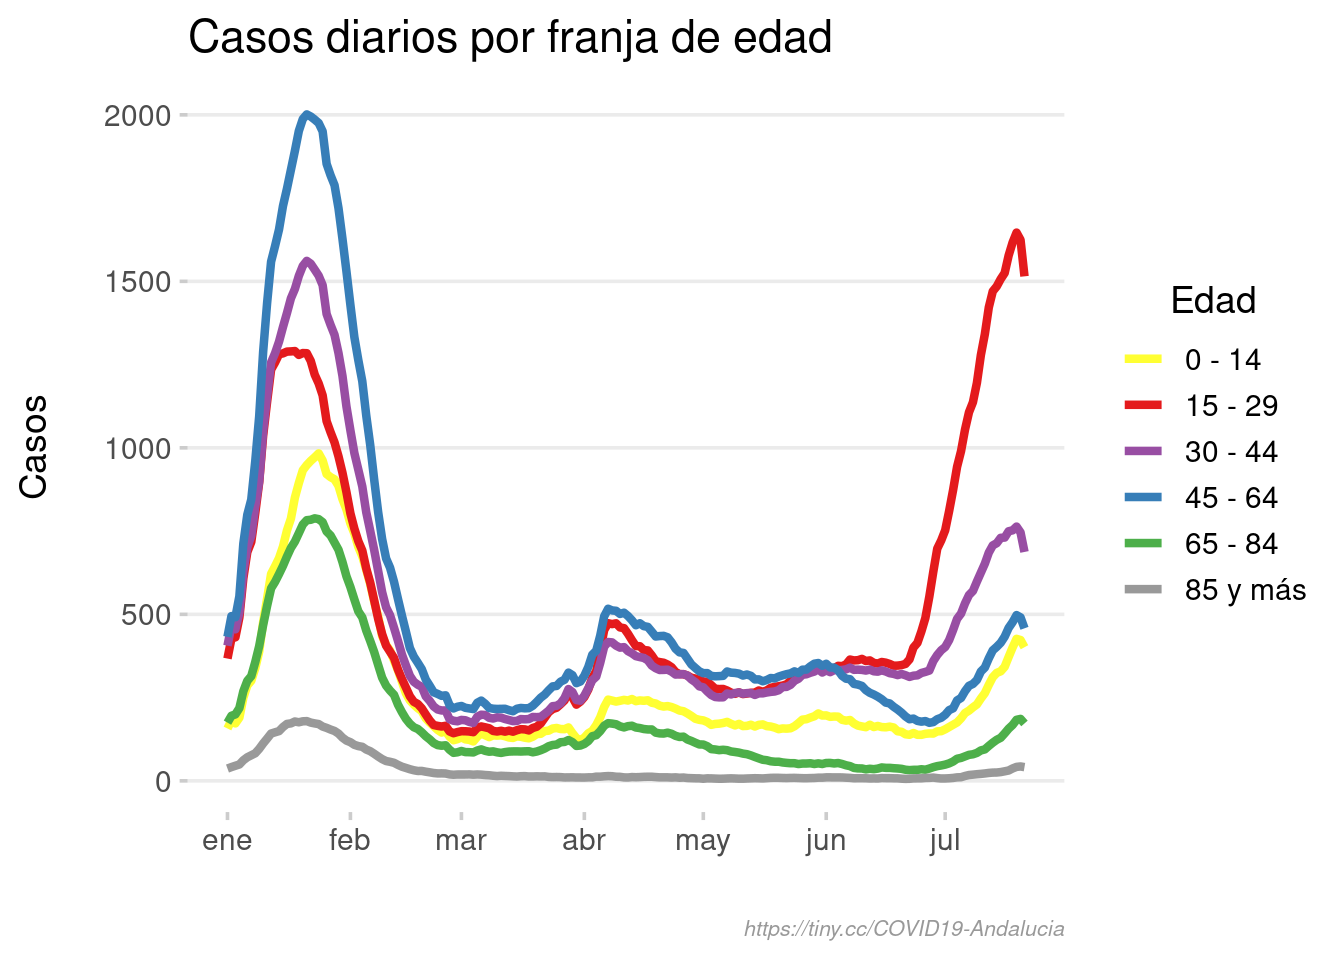 Casos diarios por franja de edad
Casos
2000
1500
1000
500
0
ene feb mar abr may jun jul
Edad
0 - 14
15 - 29
30 - 44
45 - 64
65 - 84
85 y más
https://tiny.cc/COVID19-Andalucia